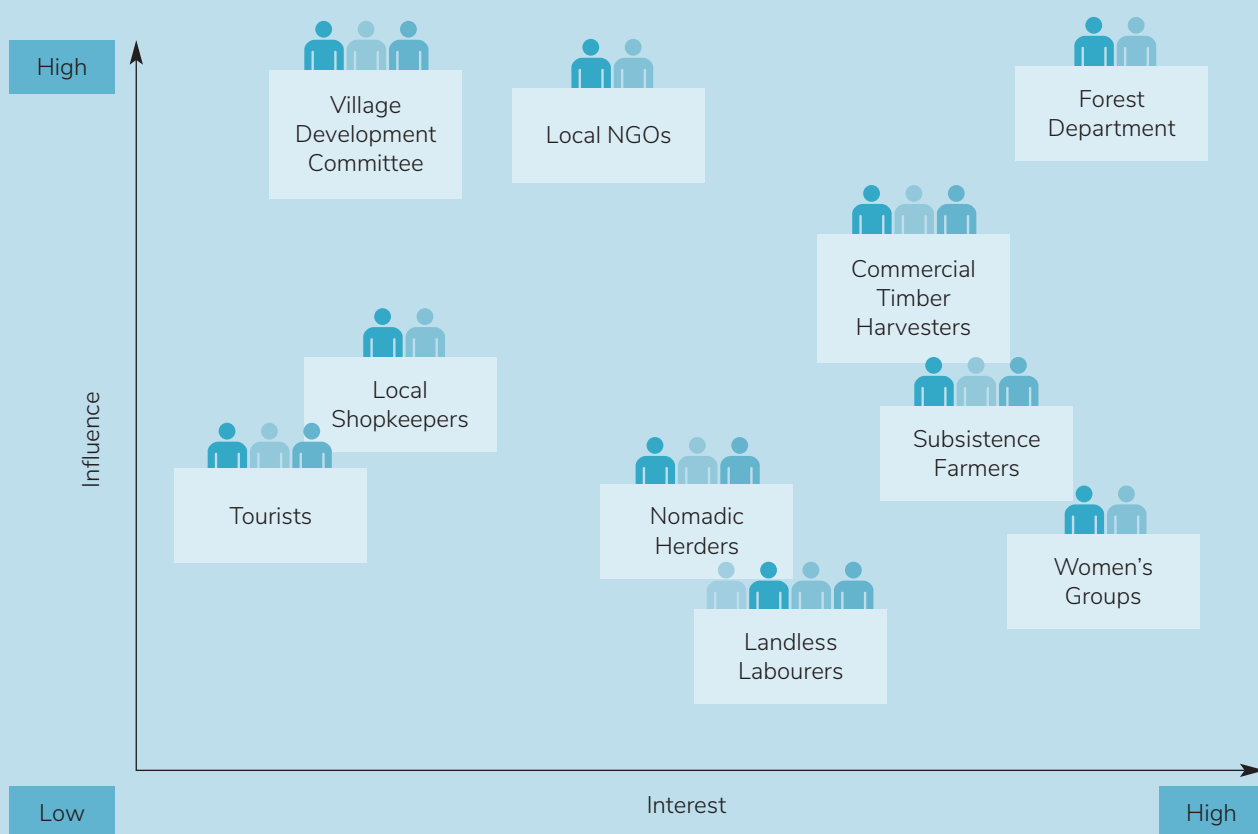 High
Village
Development
Committee
Local NGOs
Forest
Department
Commercial
Timber
Harvesters
Local
Shopkeepers
Influence
Subsistence
Farmers
Tourists
Nomadic
Herders
Women’s
Groups
Landless
Labourers
Low
Interest
High